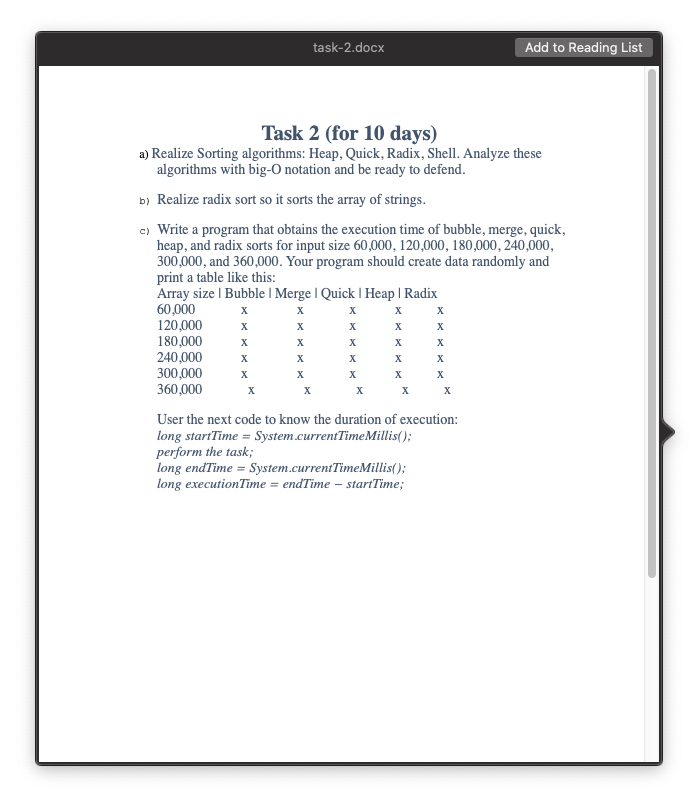 task-2.docx
Add to Reading List
Task 2 (for 10 days)
a) Realize Sorting algorithms: Heap, Quick, Radix, Shell. Analyze these
algorithms with big-O notation and be ready to defend.
b) Realize radix sort so it sorts the array of strings.
c) Write a program that obtains the execution time of bubble, merge, quick,
heap, and radix sorts for input size 60,000, 120,000, 180,000, 240,000,
300,000, and 360,000. Your program should create data randomly and
print a table like this:
Array size | Bubble | Merge | Quick | Heap | Radix
60,000 x x x x x
120,000 x x x x x
180,000 x x x x x
240,000 x x x x x
300,000 x x x x x
360,000 x x x x x
User the next code to know the duration of execution:
long startTime = System.currentTimeMillis();
perform the task;
long endTime = System.currentTimeMillis();
long executionTime = endTime – startTime;